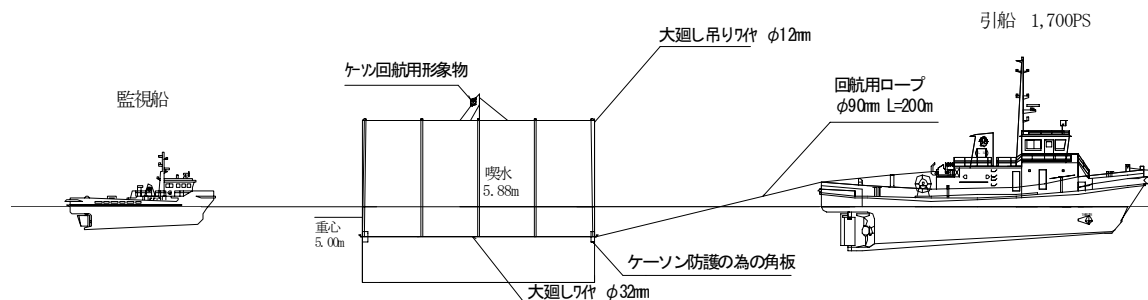 引船 1,700PS
大廻し吊りﾜｲﾔ φ12mm
ｹｰｿﾝ回航用形象物
回航用ロープ
φ90mm L=200m
監視船
喫水
5.88m
重心
5.00m
ケーソン防護の為の角板
大廻しﾜｲﾔ φ32mm